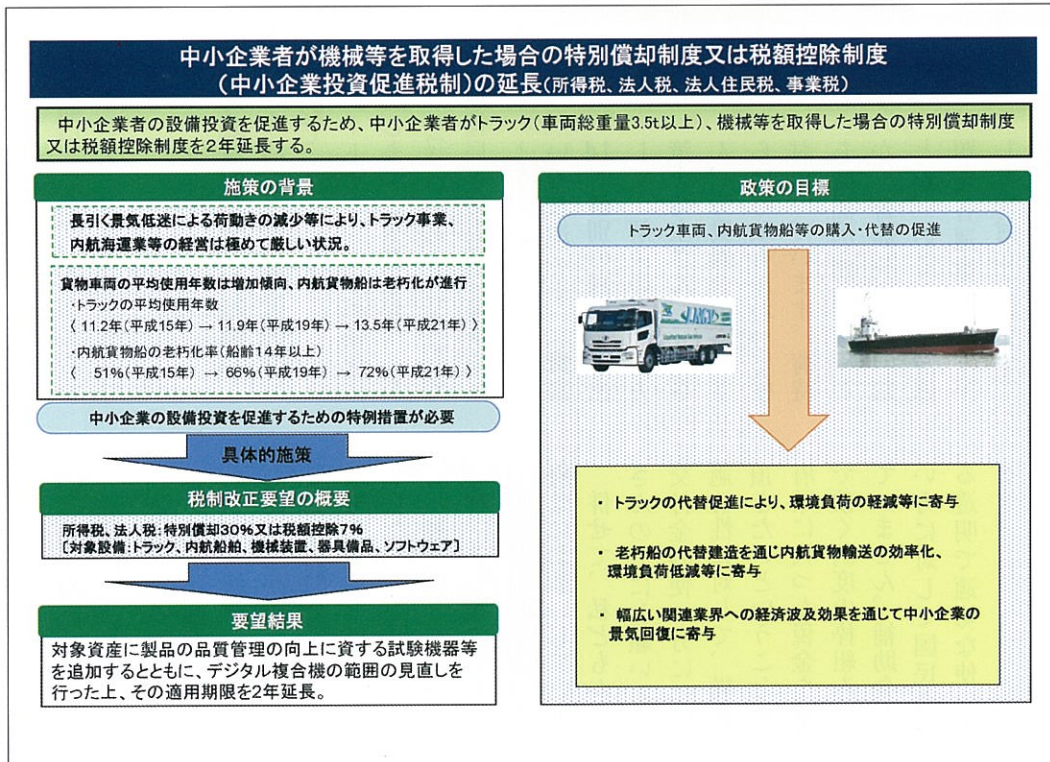 中小企業者が機械等を取得した場合の特別償却制度又は税額控除制度
(中小企業投資促進税制)の延長(所得税、法人税、法人住民税、事業税)
中小企業者の設備投資を促進するため、中小企業者がトラック(車両総重量3.5t以上)、機械等を取得した場合の特別償却制度
又は税額控除制度を2年延長する。
施策の背景
長引く景気低迷による荷動きの減少等により、トラック事業、
内航海運業等の経営は極めて厳しい状況。
貨物車両の平均使用年数は増加傾向、内航貨物船は老朽化が進行
・トラックの平均使用年数
〈 11.2年(平成15年) → 11.9年(平成19年) → 13.5年(平成21年) 〉
・内航貨物船の老朽化率(船齢14年以上)
〈 51%(平成15年) → 66%(平成19年) → 72%(平成21年) 〉
中小企業の設備投資を促進するための特例措置が必要
具体的施策
税制改正要望の概要
所得税、法人税:特別償却30%又は税額控除7%
〔対象設備:トラック、内航船舶、機械装置、器具備品、ソフトウェア〕
要望結果
対象資産に製品の品質管理の向上に資する試験機器等
を追加するとともに、デジタル複合機の範囲の見直しを
行った上、その適用期限を2年延長。
政策の目標
トラック車両、内航貨物船等の購入・代替の促進
・ トラックの代替促進により、環境負荷の軽減等に寄与
・ 老朽船の代替建造を通じ内航貨物輸送の効率化、
環境負荷低減等に寄与
・ 幅広い関連業界への経済波及効果を通じて中小企業の
景気回復に寄与